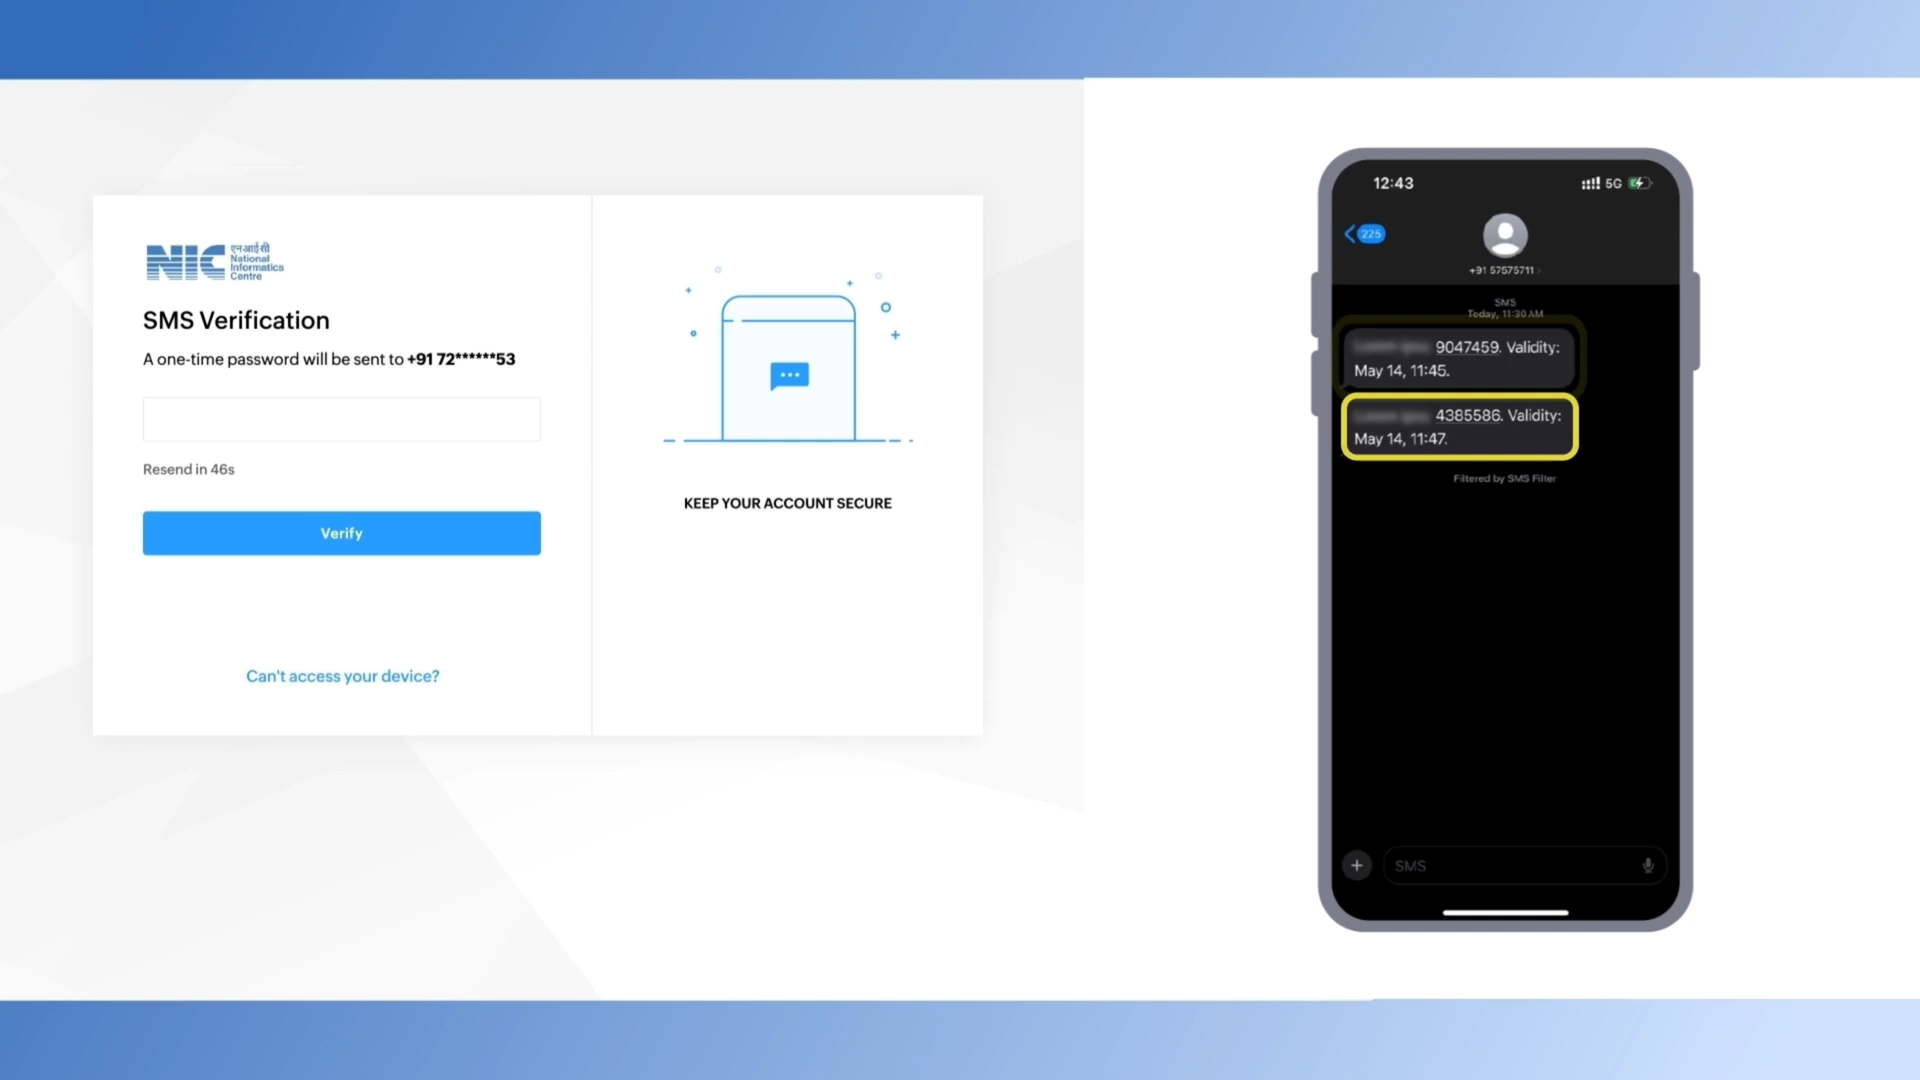 NIC
एन आई सी
National
Informatics
Centre
SMS Verification
A one-time password will be sent to +91 72******53
Resend in 46s
Verify
Can't access your device?
KEEP YOUR ACCOUNT SECURE
12:43
5G
225
+91 57575711
SMS
Today, 11:30 AM
9047459. Validity:
May 14, 11:45.
4385586. Validity:
May 14, 11:47.
Filtered by SMS Filter
SMS